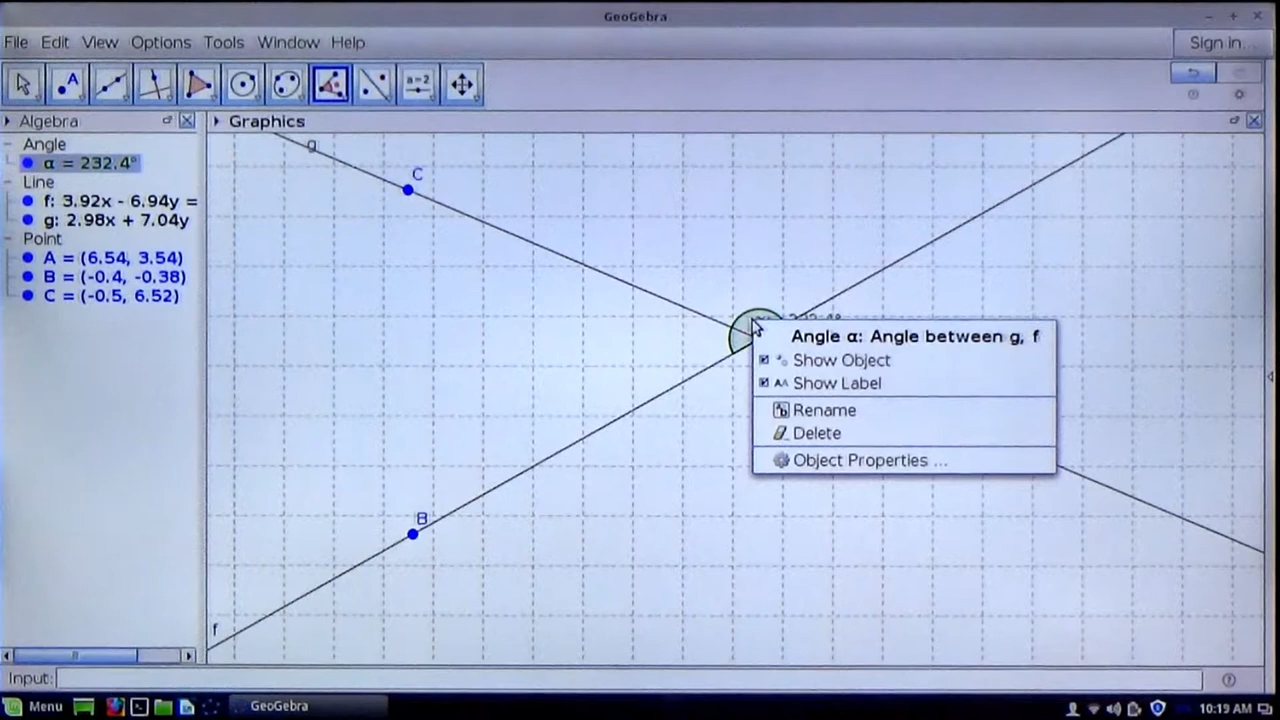 GeoGebra
File Edit View Options Tools Window Help
Sign in...
A
a=2
Algebra
Graphics
Angle
α = 232.4°
Line
f: 3.92x - 6.94y =
g: 2.98x + 7.04y
Point
A = (6.54, 3.54)
B = (-0.4, -0.38)
C = (-0.5, 6.52)
g
C
Angle α: Angle between g, f
Show Object
AA Show Label
Rename
Delete
Object Properties ...
B
f
Input:
Menu
GeoGebra
10:19 AM